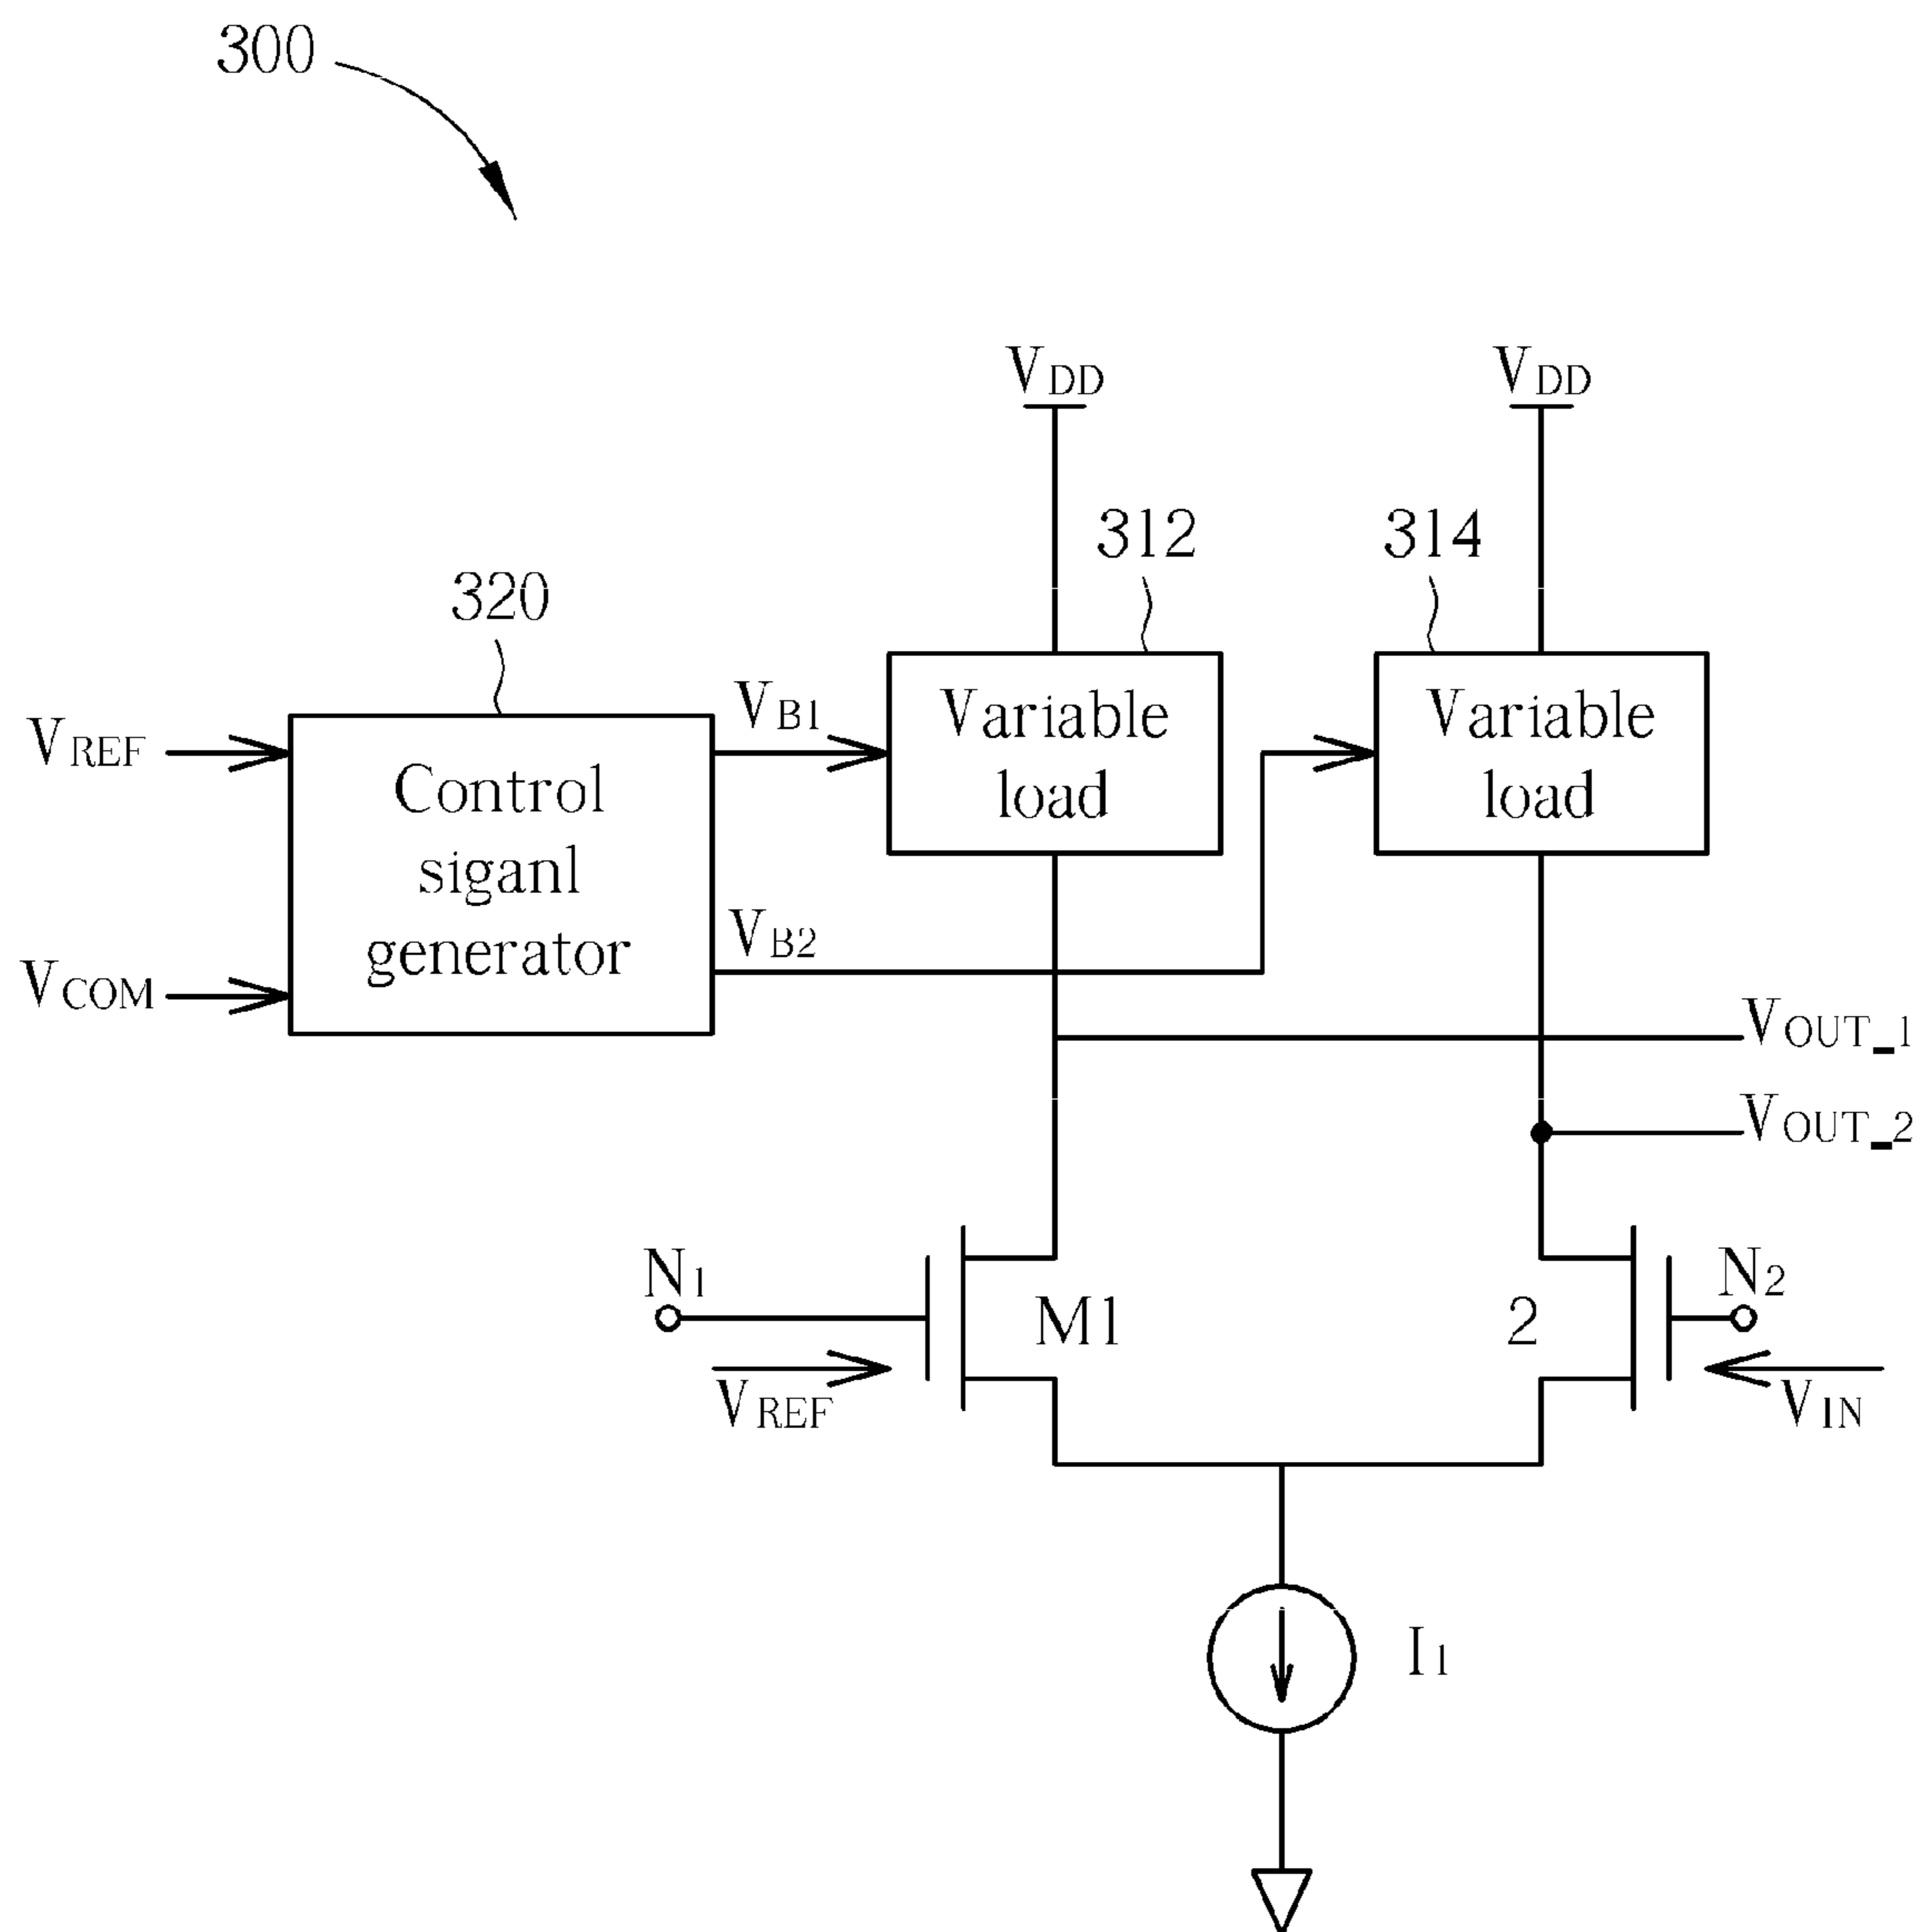 300
VDD
VDD
312
314
320
VB1
Variable
load
Variable
load
VREF
Control
siganl
generator
VB2
VCOM
VOUT_1
VOUT_2
N1
M1
2
N2
VREF
VIN
I1